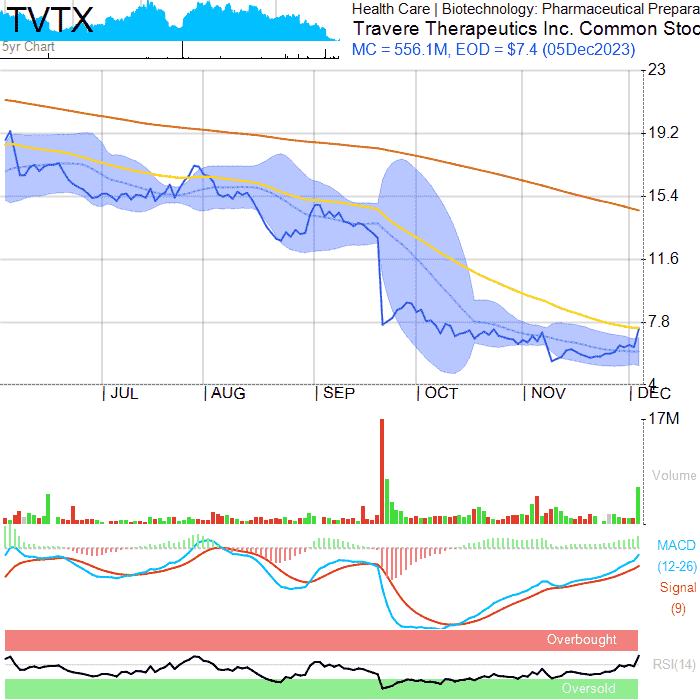 TVTX
5yr Chart
Health Care | Biotechnology: Pharmaceutical Prepara
Travere Therapeutics Inc. Common Stoc
MC = 556.1M, EOD = $7.4 (05Dec2023)
23
19.2
15.4
11.6
7.8
4
JUL AUG SEP OCT NOV DEC
17M
Volume
MACD
(12-26)
Signal
(9)
Overbought
RSI(14)
Oversold